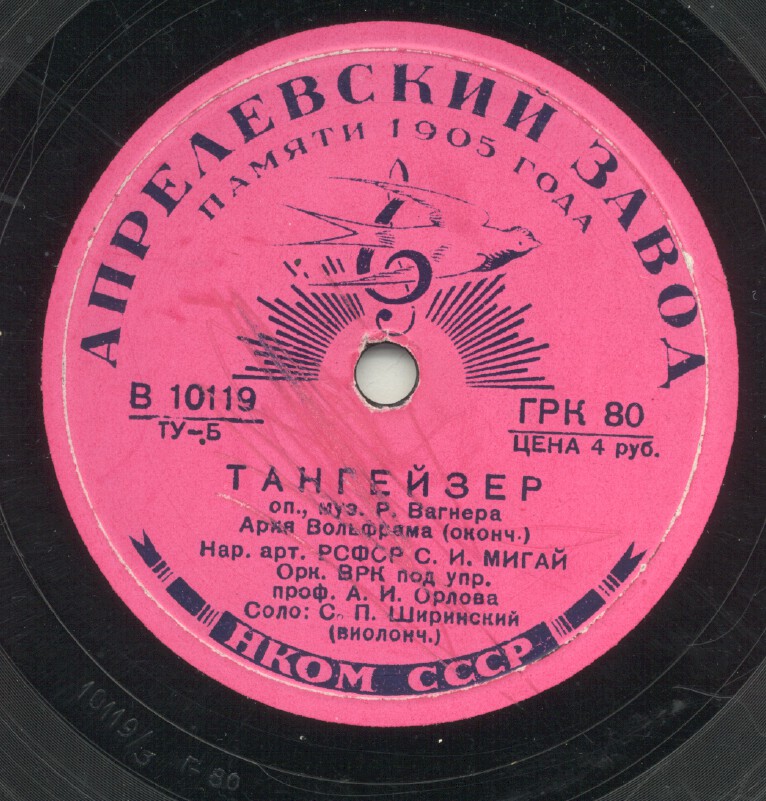 АПРЕЛЕВСКИЙ ЗАВОД
ПАМЯТИ 1905 ГОДА
В 10119
ТУ-Б
ГРК 80
ЦЕНА 4 руб.
ТАНГЕЙЗЕР
оп., муз. Р. Вагнера
Ария Вольфрама (оконч.)
Нар. арт. РСФСР С. И. МИГАЙ
Орк. ВРК под упр.
проф. А. И. Орлова
Соло: С. П. Ширинский
(виолонч.)
НКОМ СССР
10119/3 Г-80